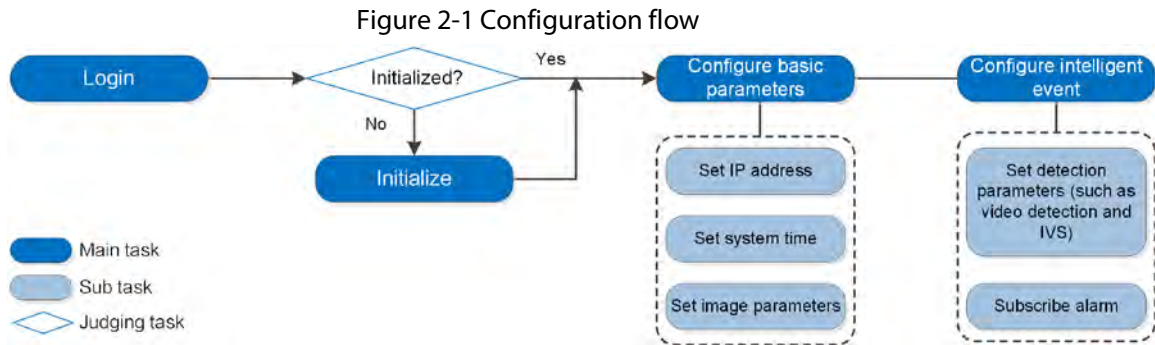 Figure 2-1 Configuration flow
Login
Initialized?
Yes
No
Initialize
Configure basic
parameters
Configure intelligent
event
Set IP address
Set system time
Set image parameters
Set detection
parameters (such as
video detection and
IVS)
Subscribe alarm
Main task
Sub task
Judging task